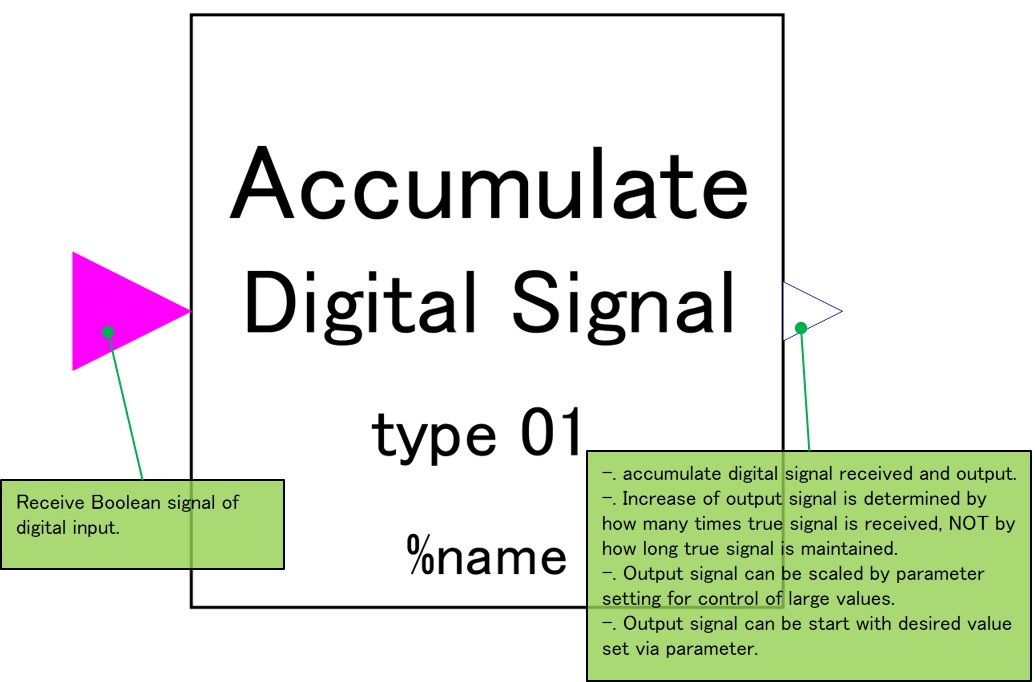 Accumulate
Digital Signal
type 01
%name
Receive Boolean signal of
digital input.
-. accumulate digital signal received and output.
-. Increase of output signal is determined by
how many times true signal is received, NOT by
how long true signal is maintained.
-. Output signal can be scaled by parameter
setting for control of large values.
-. Output signal can be start with desired value
set via parameter.